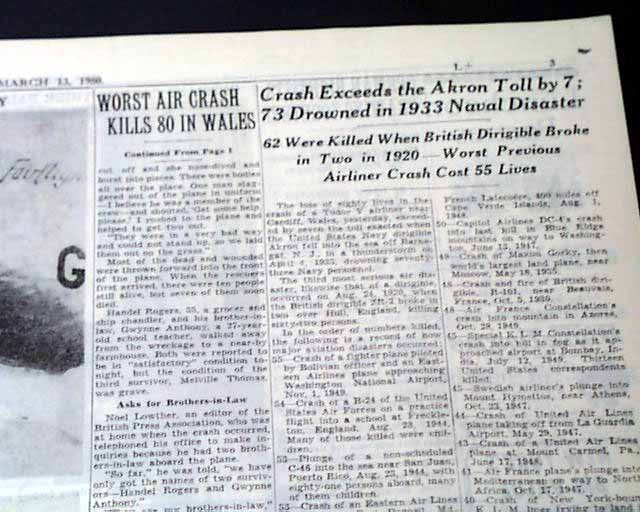 MARCH 13, 1950.
L+
3
WORST AIR CRASH
KILLS 80 IN WALES
Continued From Page 1
out off and she nose-dived and
burst into pieces. There were bodies
all over the place. One man stag-
gered out of the plane in uniform
—I believe he was a member of the
crew—and shouted, 'Get some help,
please.' I rushed to the plane and
helped to get two out.
"They were in a very bad way
and could not stand up, so we laid
them out on the grass."
Most of the dead and wounded
were thrown forward into the front
of the plane. When the rescuers
first arrived, there were ten people
still alive, but seven of them soon
died.
Handel Rogers, 33, a grocer and
ship chandler, and his brother-in-
law, Gwynne Anthony, a 27-year-
old school teacher, walked away
from the wreckage to a near-by
farmhouse. Both were reported to
be in "satisfactory" condition to-
night, but the condition of the
third survivor, Melville Thomas,
was grave.
Asks for Brothers-in-Law
Noel Lowther, an editor of the
British Press Association, who was
at home when the crash occurred,
telephoned his office to make in-
quiries because he had two broth-
ers-in-law aboard the plane.
"So far," he was told, "we have
only got the names of two survivors
—Handel Rogers and Gwynne
Anthony."
my brothers-in-law,
Crash Exceeds the Akron Toll by 7;
73 Drowned in 1933 Naval Disaster
62 Were Killed When British Dirigible Broke
in Two in 1920 — Worst Previous
Airliner Crash Cost 55 Lives
The loss of eighty lives in the
crash of a Tudor V airliner near
Cardiff, Wales, yesterday, exceed-
ed by seven the toll exacted when
the United States Navy dirigible
Akron fell into the sea off Barne-
gat, N. J., in a thunderstorm on
April 4, 1933, drowning seventy-
three Navy personnel.
The third most serious air dis-
aster, likewise that of a dirigible,
occurred on Aug. 24, 1920, when
the British dirigible ZR-2 broke in
two over Hull, England, killing
sixty-two persons.
In the order of numbers killed,
the following is a record of now
major aviation disasters occurred:
55—Crash of a fighter plane piloted
by Bolivian officer and an East-
ern Airlines plane approaching
Washington National Airport,
Nov. 1, 1949.
54—Crash of a B-24 of the United
States Air Forces on a practice
flight into a school at Freckle-
ton, England, Aug. 23, 1944.
Many of those killed were chil-
dren.
53—Plunge of a non-scheduled
C-46 into the sea near San Juan,
Puerto Rico, with
eighty-one persons aboard, many
of them children.
53—Crash of an Eastern Air Lines
French Latecoere, 400 miles off
Cape Verde Islands, Aug. 1,
1948.
50—Capitol Airlines DC-4's crash
into last hill in Blue Ridge
mountains on way to Washing-
ton, June 13, 1947.
49—Crash of Maxim Gorky, then
world's largest land plane, near
Moscow, May 18, 1935.
48—Crash and fire of British diri-
gible, R-101, near Beauvais,
France, Oct. 5, 1930.
48—Air France Constellation's
crash into mountain in Azores,
Oct. 28, 1949.
45—Special K. L. M. Constellation's
crash into hill in fog as it ap-
proached airport at Bombay, In-
dia, July 17, 1949. Thirteen
United States correspondents
killed.
45—Swedish airliner's plunge into
Mount Hymettus, near Athens,
Oct. 23, 1947.
44—Crash of United Air Lines
plane taking off from La Guardia
Airport, May 29, 1947.
43—Crash of a United Air Lines
plane at Mount Carmel, Pa.,
June 17, 1948.
41—Air France plane's plunge into
Mediterranean on way to North
Africa, Oct. 17, 1947.
40—Crash of New York-bound
K. L. M. liner trying to land
G